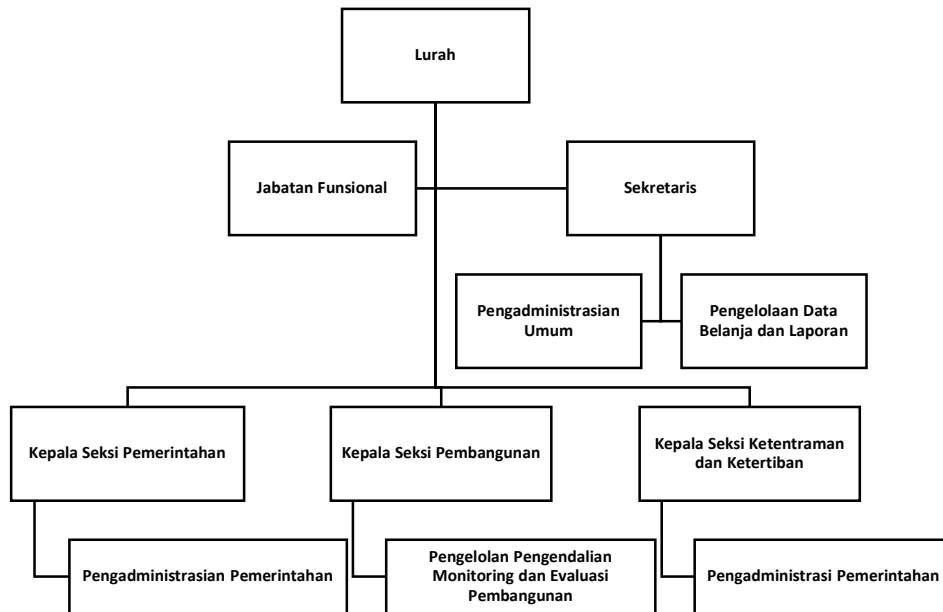 Lurah
Jabatan Funsional
Sekretaris
Pengadministrasian
Umum
Pengelolaan Data
Belanja dan Laporan
Kepala Seksi Pemerintahan
Kepala Seksi Pembangunan
Kepala Seksi Ketentraman
dan Ketertiban
Pengadministrasian Pemerintahan
Pengelolan Pengendalian
Monitoring dan Evaluasi
Pembangunan
Pengadministrasi Pemerintahan